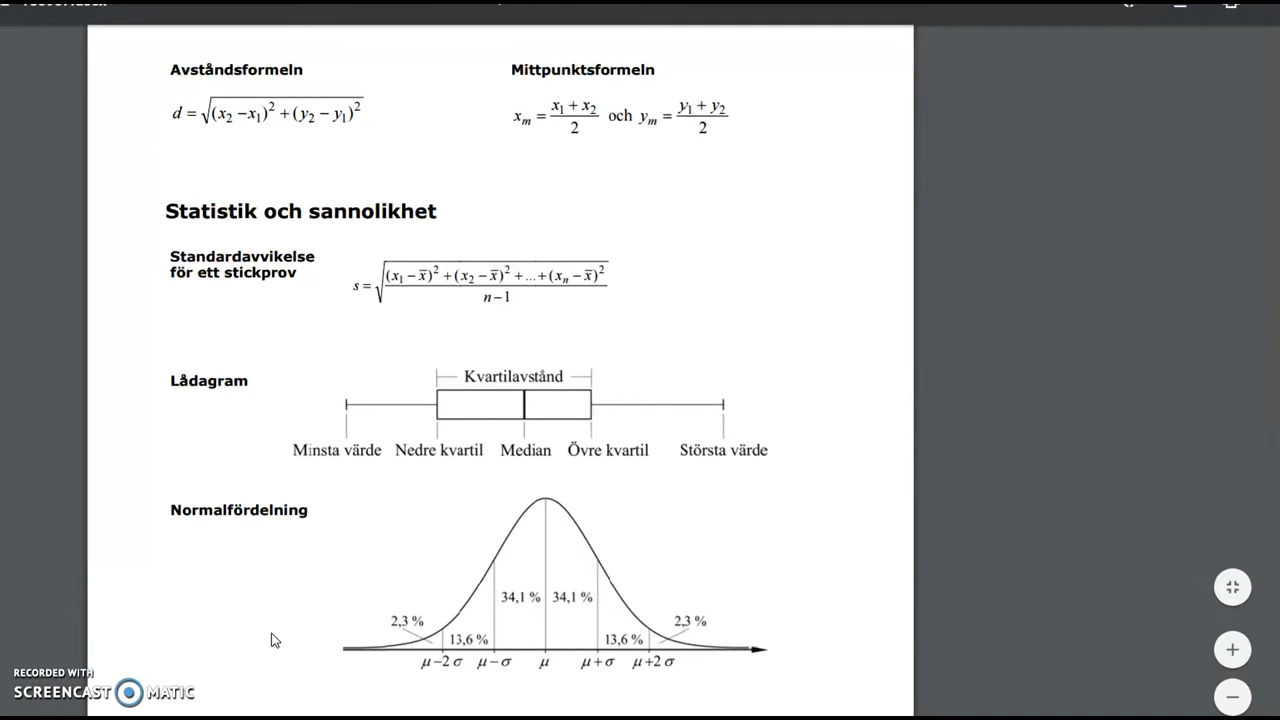 Avståndsformeln
d = √((x₂ – x₁)² + (y₂ – y₁)²)
Mittpunktsformeln
xₘ = (x₁ + x₂)/2 och yₘ = (y₁ + y₂)/2
Statistik och sannolikhet
Standardavvikelse
för ett stickprov
s = √(((x₁ – x̄)² + (x₂ – x̄)² + ... + (xₙ – x̄)²)/(n – 1))
Lådagram
Kvartilavstånd
Minsta värde Nedre kvartil Median Övre kvartil Största värde
Normalfördelning
34,1 % 34,1 %
2,3 % 2,3 %
13,6 % 13,6 %
μ–2 σ μ–σ μ μ+σ μ+2 σ
RECORDED WITH
SCREENCAST MATIC